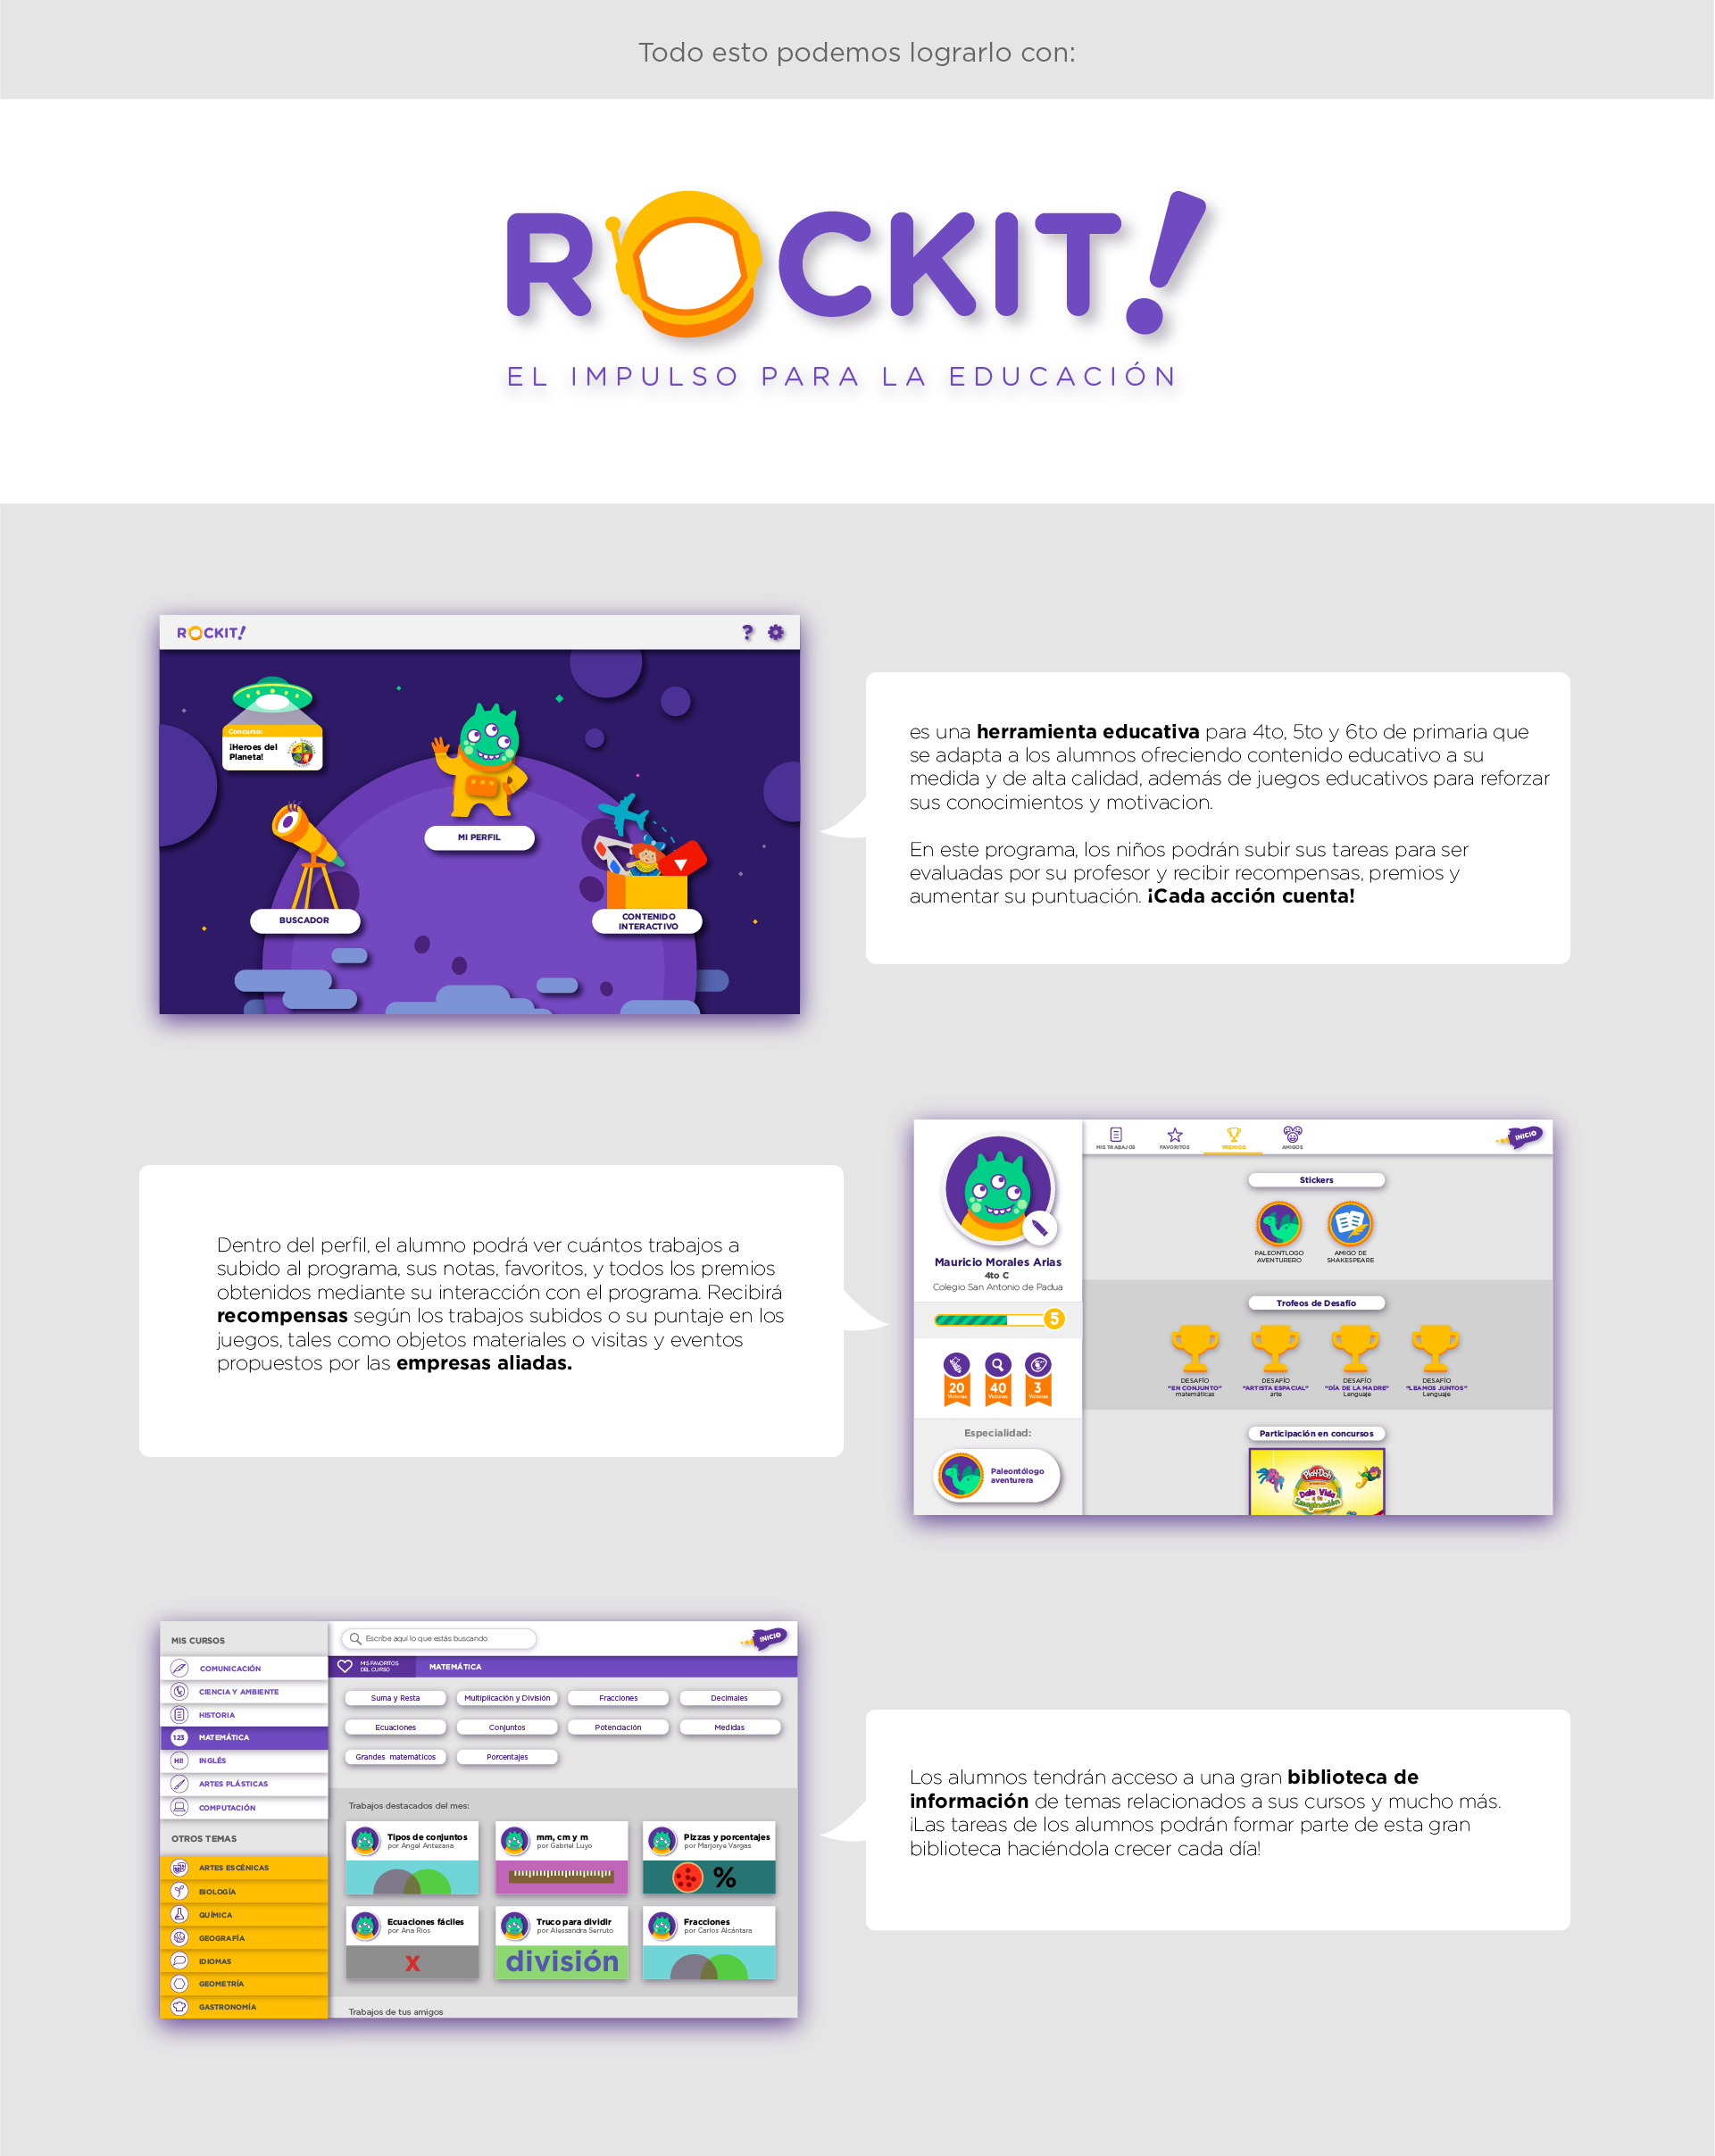 Todo esto podemos lograrlo con:
ROCKIT!
EL IMPULSO PARA LA EDUCACIÓN
ROCKIT!
?
Concurso:
¡Heroes del
Planeta!
MI PERFIL
BUSCADOR
CONTENIDO
INTERACTIVO
es una herramienta educativa para 4to, 5to y 6to de primaria que
se adapta a los alumnos ofreciendo contenido educativo a su
medida y de alta calidad, además de juegos educativos para reforzar
sus conocimientos y motivacion.
En este programa, los niños podrán subir sus tareas para ser
evaluadas por su profesor y recibir recompensas, premios y
aumentar su puntuación. ¡Cada acción cuenta!
Dentro del perfil, el alumno podrá ver cuántos trabajos a
subido al programa, sus notas, favoritos, y todos los premios
obtenidos mediante su interacción con el programa. Recibirá
recompensas según los trabajos subidos o su puntaje en los
juegos, tales como objetos materiales o visitas y eventos
propuestos por las empresas aliadas.
Mauricio Morales Arias
4to C
Colegio San Antonio de Padua
5
20 40 3
Victorias Victorias Victorias
Especialidad:
Paleontólogo
aventurera
MIS TRABAJOS FAVORITOS PREMIOS AMIGOS INICIO
Stickers
PALEONTLOGO
AVENTURERO
AMIGO DE
SHAKESPEARE
Trofeos de Desafío
DESAFÍO
"EN CONJUNTO"
matemáticas
DESAFÍO
"ARTISTA ESPACIAL"
arte
DESAFÍO
"DÍA DE LA MADRE"
Lenguaje
DESAFÍO
"LEAMOS JUNTOS"
Lenguaje
Participación en concursos
Play-Doh
Dale Vida
a tu
Imaginación
MIS CURSOS
COMUNICACIÓN
CIENCIA Y AMBIENTE
HISTORIA
123 MATEMÁTICA
HI! INGLÉS
ARTES PLÁSTICAS
COMPUTACIÓN
OTROS TEMAS
ARTES ESCÉNICAS
BIOLOGÍA
QUÍMICA
GEOGRAFÍA
IDIOMAS
GEOMETRÍA
GASTRONOMÍA
Escribe aquí lo que estás buscando
INICIO
MIS FAVORITOS
DEL CURSO
MATEMÁTICA
Suma y Resta Multiplicación y División Fracciones Decimales
Ecuaciones Conjuntos Potenciación Medidas
Grandes matemáticos Porcentajes
Trabajos destacados del mes:
Tipos de conjuntos
por Angel Antezana
mm, cm y m
por Gabriel Luyo
Pizzas y porcentajes
por Marjorye Vargas
%
Ecuaciones fáciles
por Ana Rios
x
Truco para dividir
por Alessandra Serruto
división
Fracciones
por Carlos Alcántara
Trabajos de tus amigos
Los alumnos tendrán acceso a una gran biblioteca de
información de temas relacionados a sus cursos y mucho más.
¡Las tareas de los alumnos podrán formar parte de esta gran
biblioteca haciéndola crecer cada día!